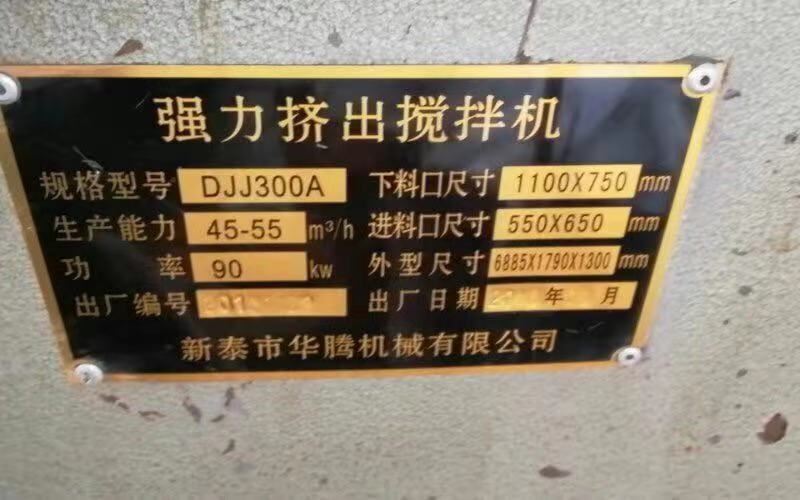 强力挤出搅拌机
规格型号 DJJ300A 下料口尺寸 1100X750 mm
生产能力 45-55 m³/h 进料口尺寸 550X650 mm
功率 90 kw 外型尺寸 6885X1790X1300 mm
出厂编号 出厂日期 年 月
新泰市华腾机械有限公司